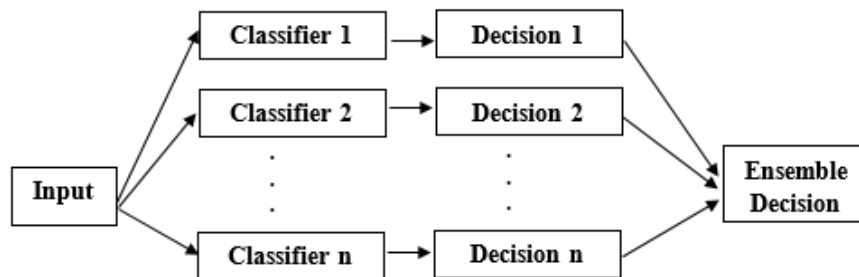 Classifier 1
Decision 1
Classifier 2
Decision 2
Input
Ensemble
Decision
Classifier n
Decision n